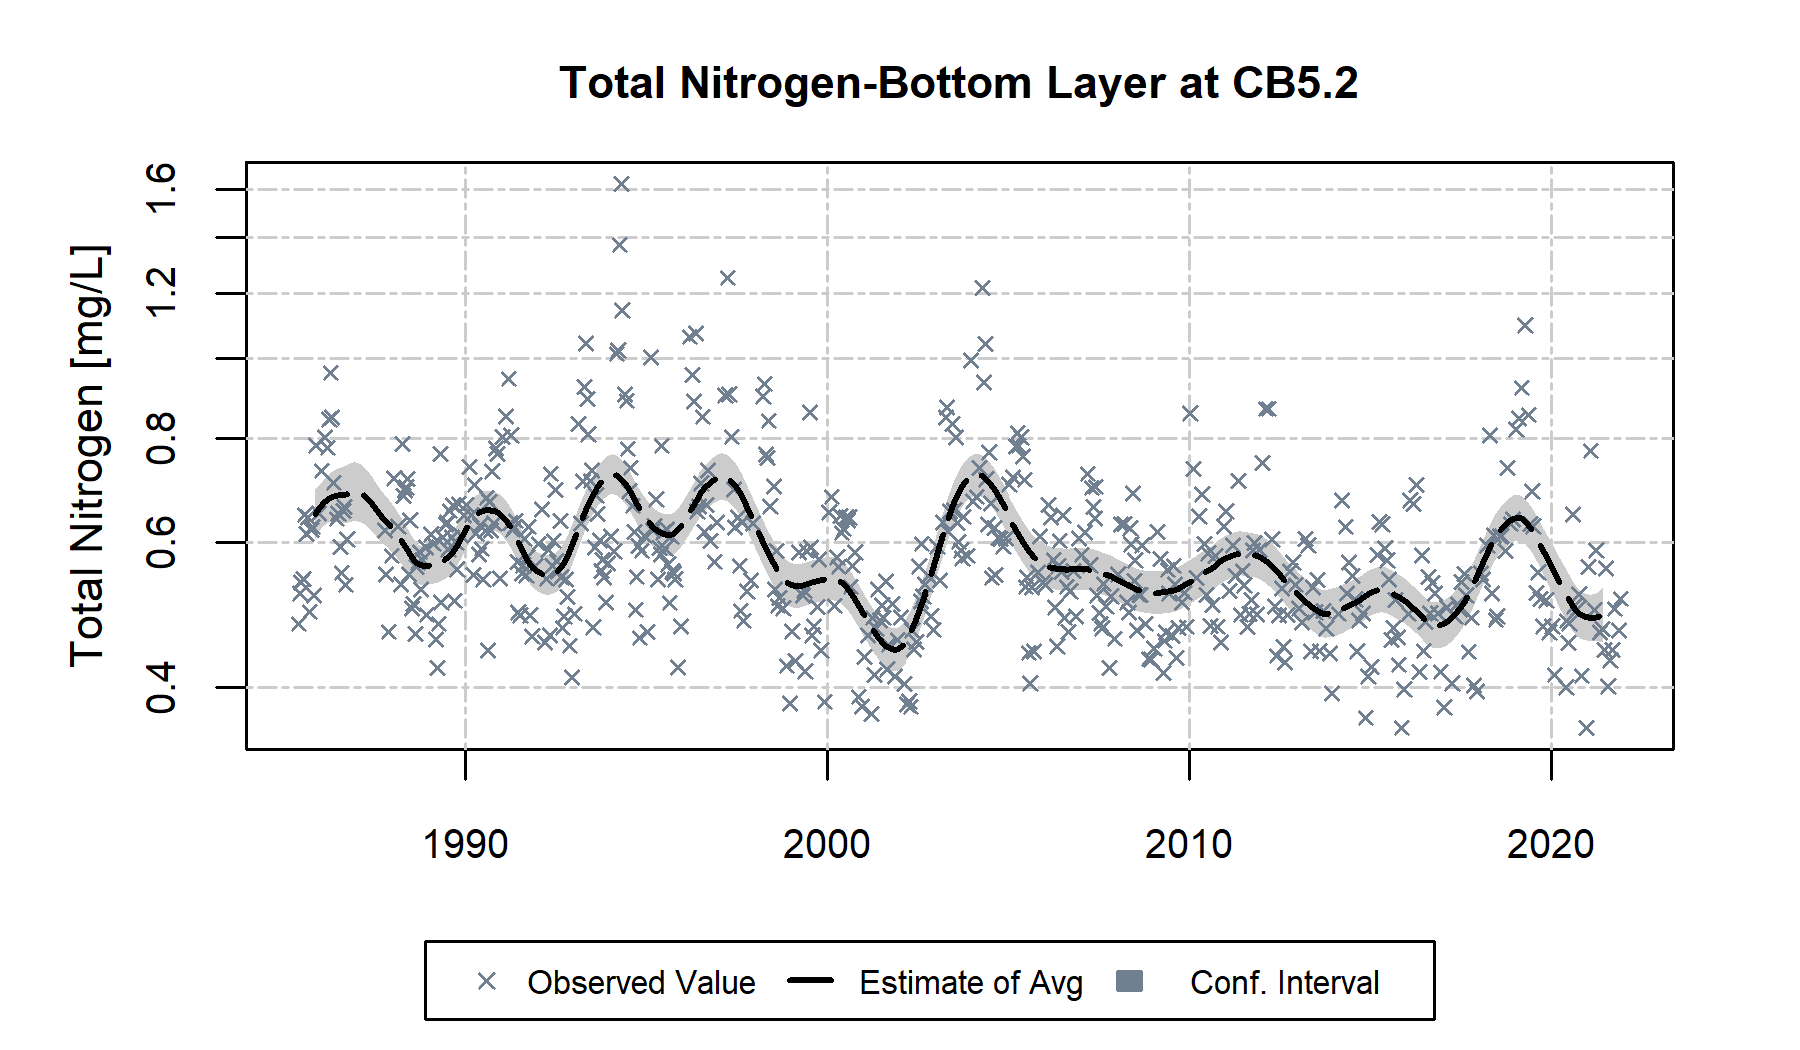 Total Nitrogen-Bottom Layer at CB5.2
Total Nitrogen [mg/L]
1.6
1.2
0.8
0.6
0.4
1990 2000 2010 2020
Observed Value Estimate of Avg Conf. Interval